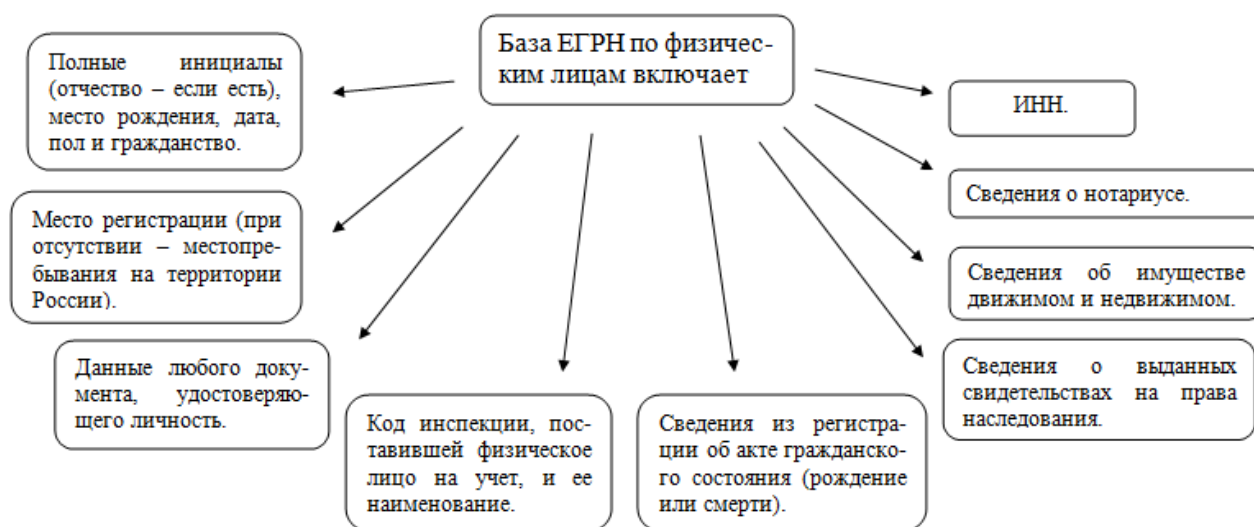 База ЕГРН по физичес-
ким лицам включает
Полные инициалы
(отчество – если есть),
место рождения, дата,
пол и гражданство.
Место регистрации (при
отсутствии – местопре-
бывания на территории
России).
Данные любого доку-
мента, удостоверяю-
щего личность.
Код инспекции, пос-
тавившей физическое
лицо на учет, и ее
наименование.
Сведения из регистра-
ции об акте гражданско-
го состояния (рождение
или смерти).
Сведения о выданных
свидетельствах на права
наследования.
Сведения об имуществе
движимом и недвижимом.
Сведения о нотариусе.
ИНН.